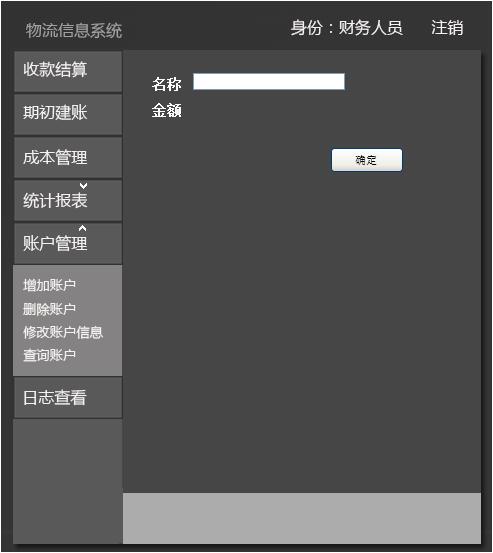 物流信息系统
身份：财务人员 注销
收款结算
期初建账
成本管理
统计报表
账户管理
增加账户
删除账户
修改账户信息
查询账户
日志查看
名称
金额
确定